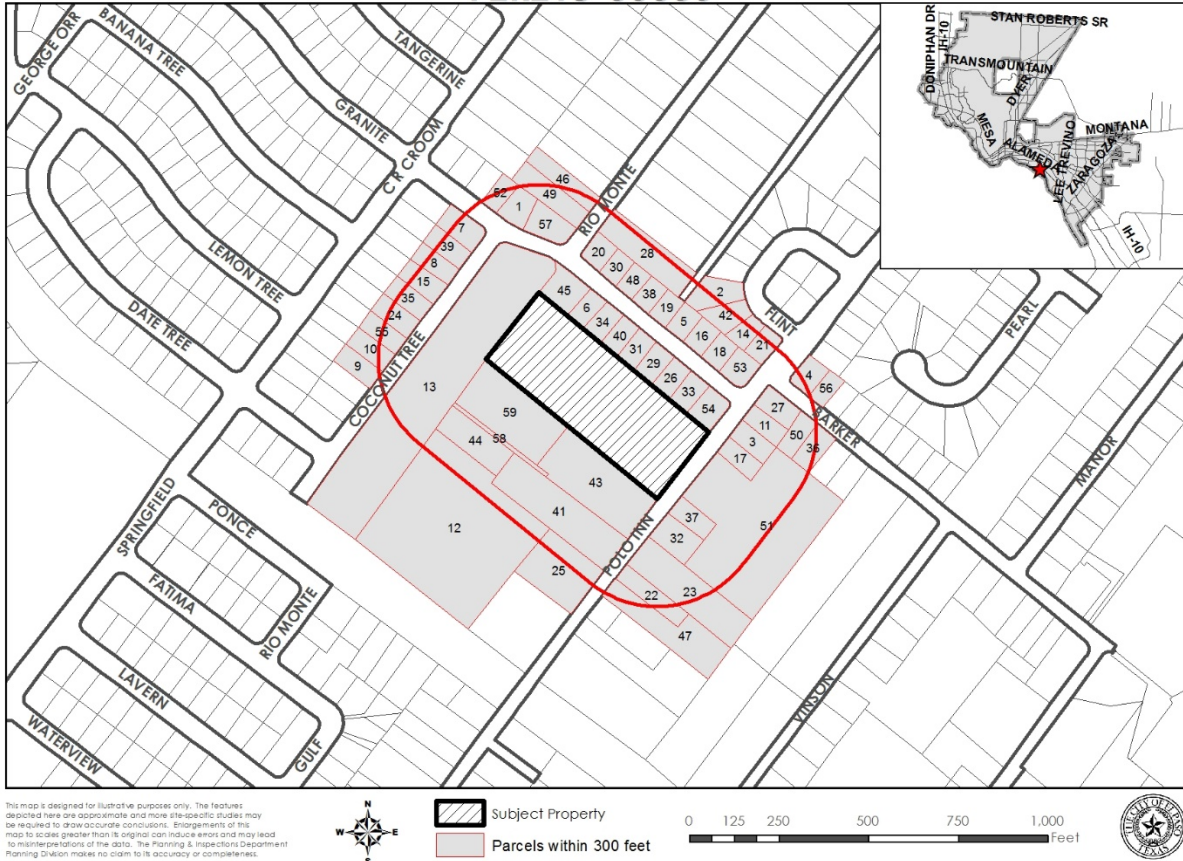 STAN ROBERTS SR
DONIPHAN DR
IH-10
TRANSMOUNTAIN
DYER
MESA
MONTANA
ALAMEDA
LEE TREVINO
ZARAGOZA
IH-10
GEORGE ORR
BANANA TREE
TANGERINE
GRANITE
C R CROOM
LEMON TREE
DATE TREE
RIO MONTE
COCONUT TREE
FLINT
PEARL
BARKER
MANOR
SPRINGFIELD
PONCE
FATIMA
RIO MONTE
LAVERN
WATERVIEW
GULF
POLO INN
VINSON
46
52
49
1
57
7
39
8
15
35
24
55
10
9
20
30
28
48
38
19
5
16
18
53
2
42
14
21
4
56
45
6
34
40
31
29
26
33
54
27
11
3
17
50
36
13
59
58
44
43
41
12
25
37
32
51
22
23
47
This map is designed for illustrative purposes only. The features
depicted here are approximate and more site-specific studies may
be required to draw accurate conclusions. Enlargements of this
map to scales greater than its original can induce errors and may lead
to misinterpretations of the data. The Planning & Inspections Department
Planning Division makes no claim to its accuracy or completeness.
N
W E
S
Subject Property
Parcels within 300 feet
0 125 250 500 750 1,000
Feet
THE CITY OF EL PASO
TEXAS